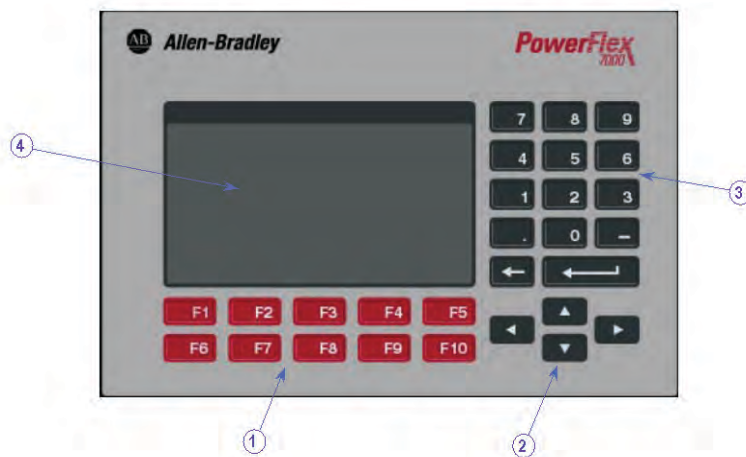 AB Allen-Bradley
PowerFlex
7000
7 8 9
4 5 6
1 2 3
. 0 –
F1 F2 F3 F4 F5
F6 F7 F8 F9 F10
4
3
1
2